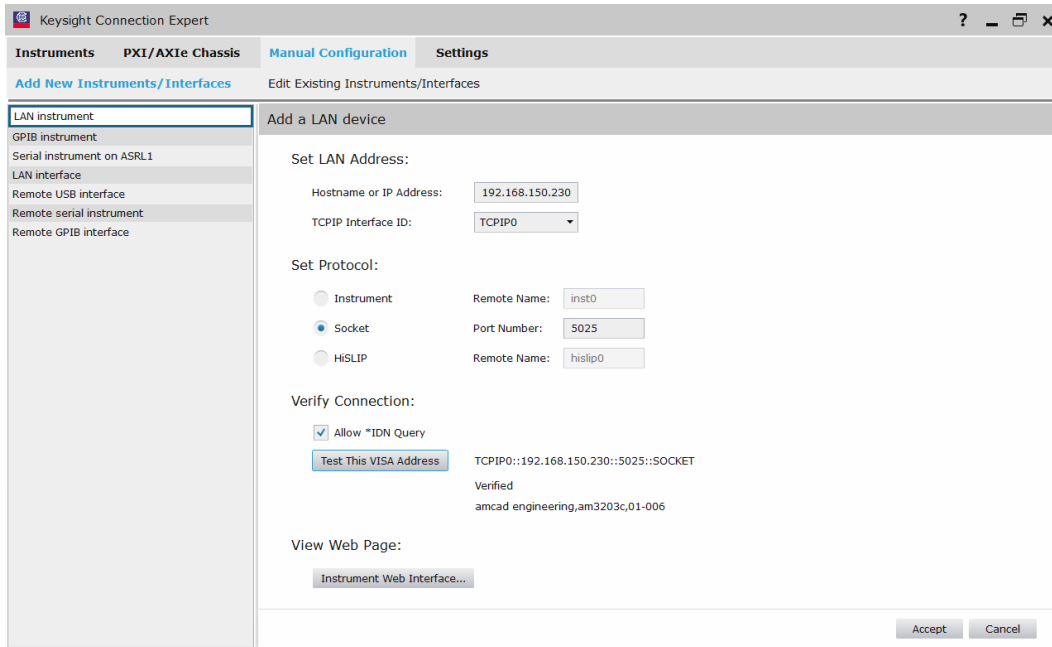 Keysight Connection Expert
?
Instruments PXI/AXIe Chassis Manual Configuration Settings
Add New Instruments/Interfaces Edit Existing Instruments/Interfaces
LAN instrument
GPIB instrument
Serial instrument on ASRL1
LAN interface
Remote USB interface
Remote serial instrument
Remote GPIB interface
Add a LAN device
Set LAN Address:
Hostname or IP Address: 192.168.150.230
TCPIP Interface ID: TCPIP0
Set Protocol:
Instrument Remote Name: inst0
Socket Port Number: 5025
HiSLIP Remote Name: hislip0
Verify Connection:
Allow *IDN Query
Test This VISA Address TCPIP0::192.168.150.230::5025::SOCKET
Verified
amcad engineering,am3203c,01-006
View Web Page:
Instrument Web Interface...
Accept Cancel